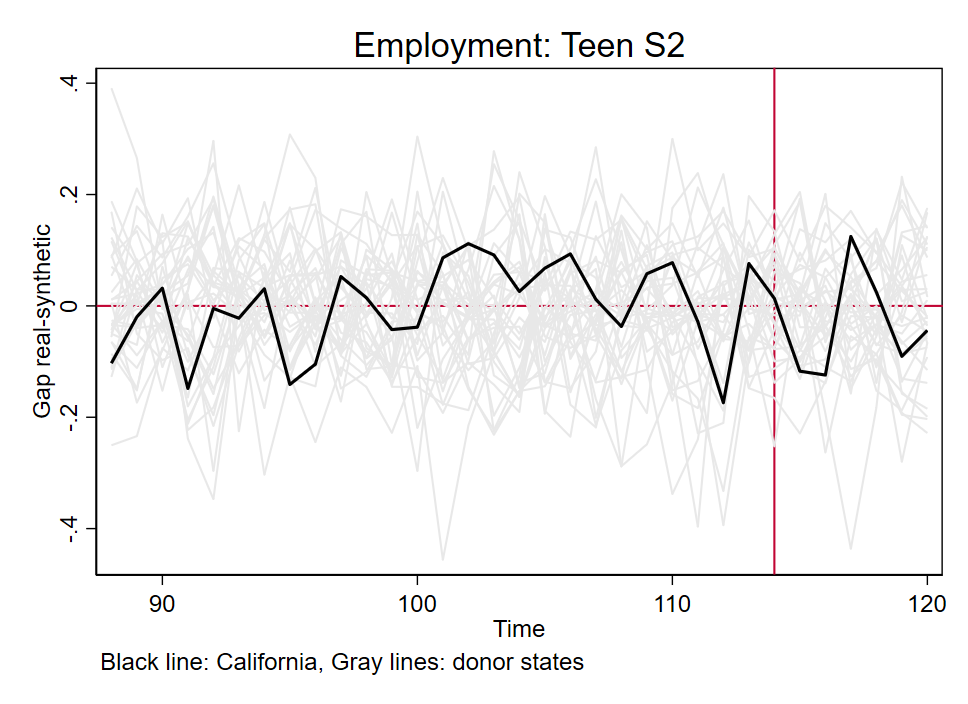 Employment: Teen S2
.4
.2
0
-.2
-.4
Gap real-synthetic
90 100 110 120
Time
Black line: California, Gray lines: donor states